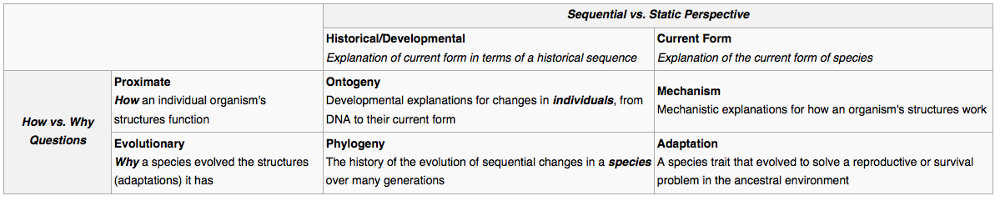 Sequential vs. Static Perspective
Historical/Developmental
Explanation of current form in terms of a historical sequence
Current Form
Explanation of the current form of species
How vs. Why
Questions
Proximate
How an individual organism's
structures function
Ontogeny
Developmental explanations for changes in individuals, from
DNA to their current form
Mechanism
Mechanistic explanations for how an organism's structures work
Evolutionary
Why a species evolved the structures
(adaptations) it has
Phylogeny
The history of the evolution of sequential changes in a species
over many generations
Adaptation
A species trait that evolved to solve a reproductive or survival
problem in the ancestral environment